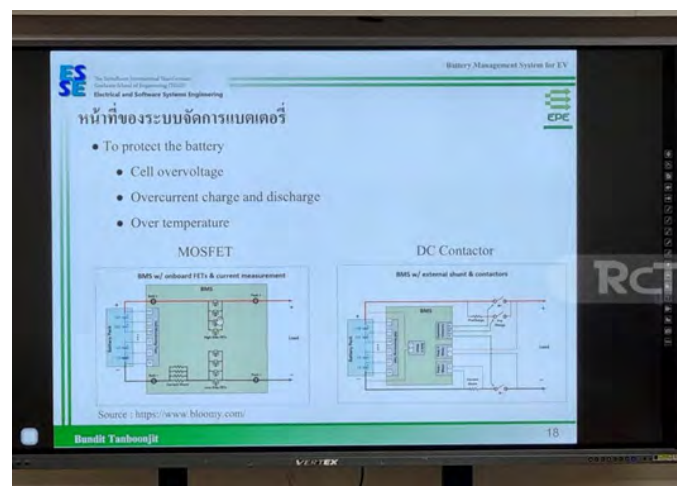 Battery Management System for EV
ESSE
Electrical and Software Systems Engineering
EPE
หน้าที่ของระบบจัดการแบตเตอรี่
• To protect the battery
• Cell overvoltage
• Overcurrent charge and discharge
• Over temperature
MOSFET
DC Contactor
BMS w/ onboard FETs & current measurement
BMS w/ external shunt & contactors
BMS
BMS
Battery Pack
Load
Battery Pack
Load
RCT
Source : https://www.bloomy.com/
Bundit Tanboonjit
18
VERTEX